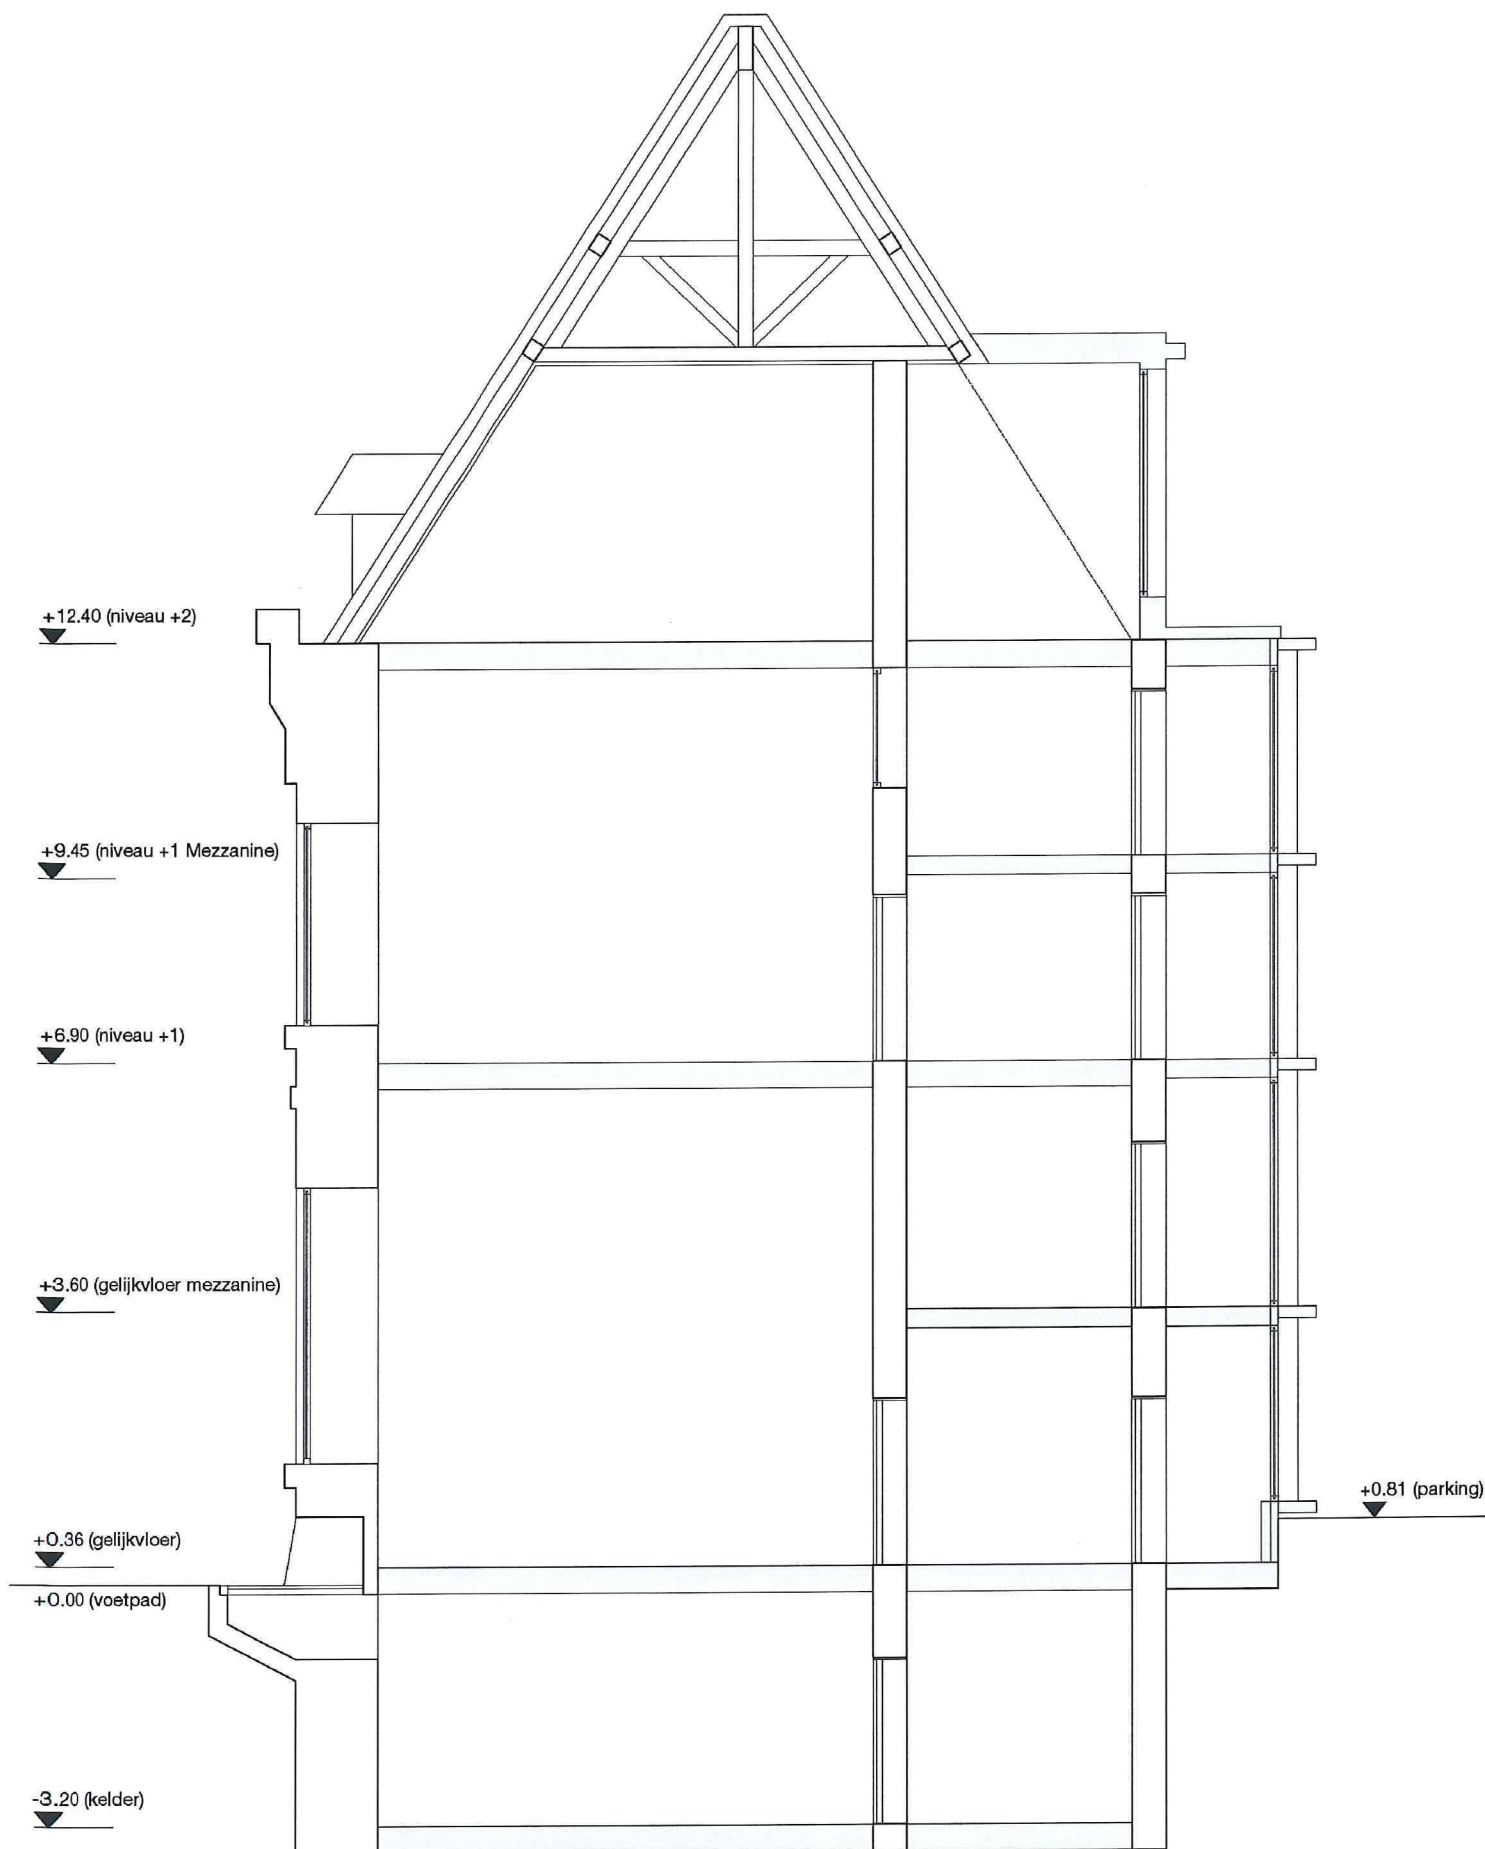 +12.40 (niveau +2)
+9.45 (niveau +1 Mezzanine)
+6.90 (niveau +1)
+3.60 (gelijkvloer mezzanine)
+0.81 (parking)
+0.36 (gelijkvloer)
+0.00 (voetpad)
-3.20 (kelder)